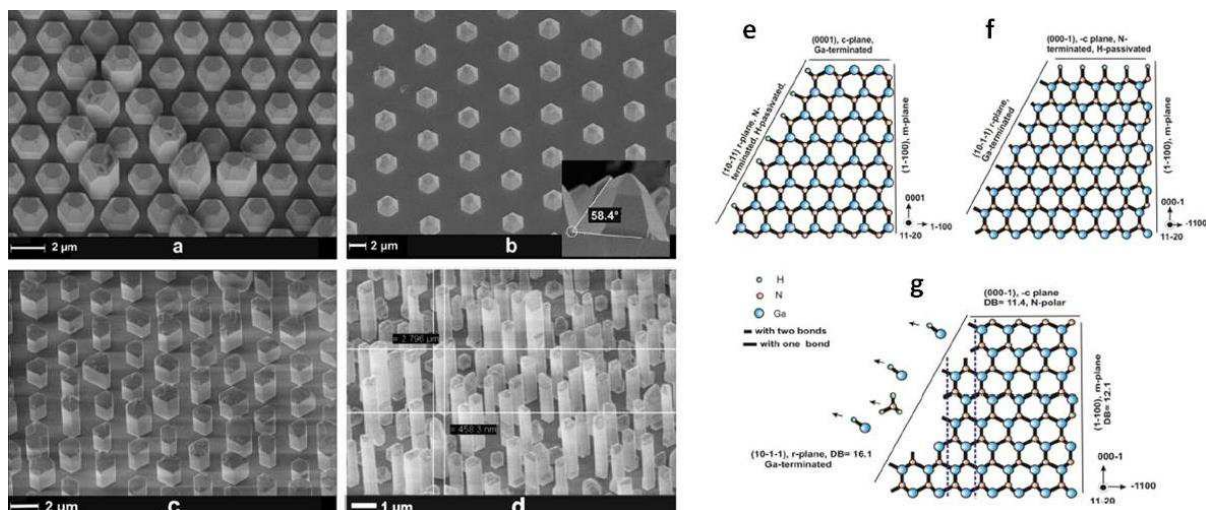 2 µm
a
2 µm
b
58.4°
2 µm
c
= 2.796 µm
= 458.3 nm
1 µm
d
e
(0001), c-plane,
Ga-terminated
(10-11) r-plane, N-
terminated, H-passivated,
(1-100), m-plane
0001
1-100
11-20
f
(000-1), -c plane, N-
terminated, H-passivated
(10-1-1) r-plane,
Ga-terminated
(1-100), m-plane
000-1
-1100
11-20
H
N
Ga
with two bonds
with one bond
g
(000-1), -c plane
DB= 11.4, N-polar
(1-100), m-plane
DB= 12.1
(10-1-1), r-plane, DB= 16.1
Ga-terminated
000-1
-1100
11-20